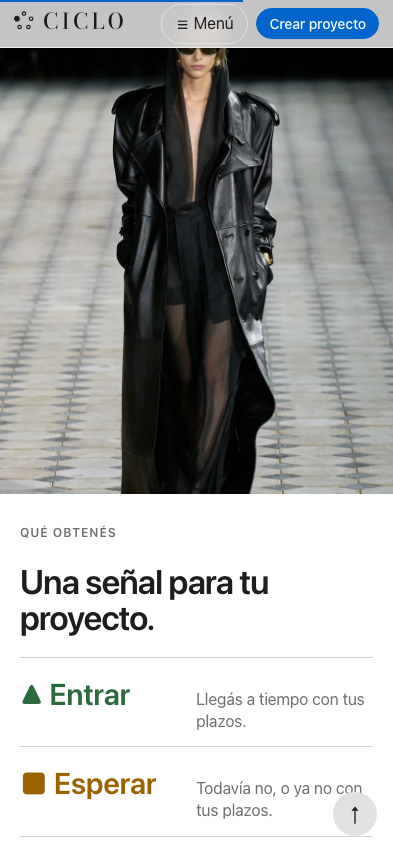 CICLO
≡ Menú
Crear proyecto
QUÉ OBTENÉS
Una señal para tu
proyecto.
Entrar
Llegás a tiempo con tus
plazos.
Esperar
Todavía no, o ya no con
tus plazos.
↑